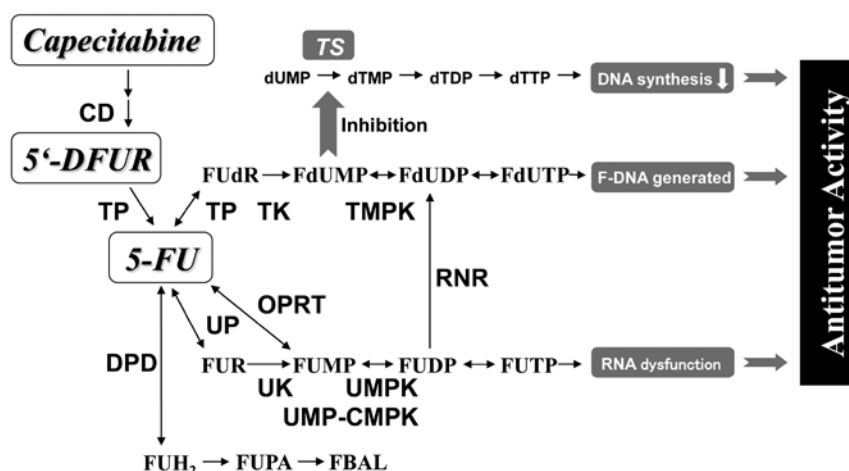 Capecitabine
TS
dUMP → dTMP → dTDP → dTTP → DNA synthesis ↓
CD
Inhibition
5‘-DFUR
FUdR → FdUMP ↔ FdUDP ↔ FdUTP → F-DNA generated
TP TP TK TMPK
5-FU
RNR
OPRT
UP
DPD
FUR → FUMP ↔ FUDP ↔ FUTP → RNA dysfunction
UK UMPK
UMP-CMPK
FUH₂ → FUPA → FBAL
Antitumor Activity